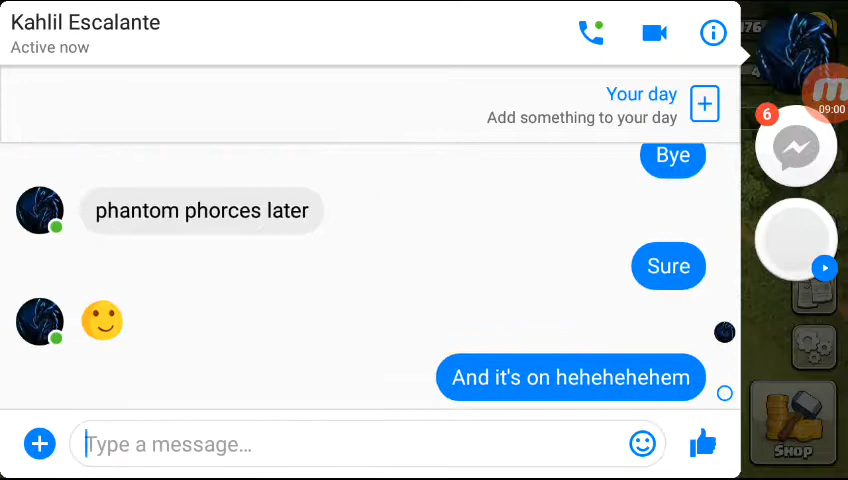 Kahlil Escalante
Active now
Your day
Add something to your day
Bye
phantom phorces later
Sure
And it's on hehehehehem
Type a message...
6
09:00
SHOP